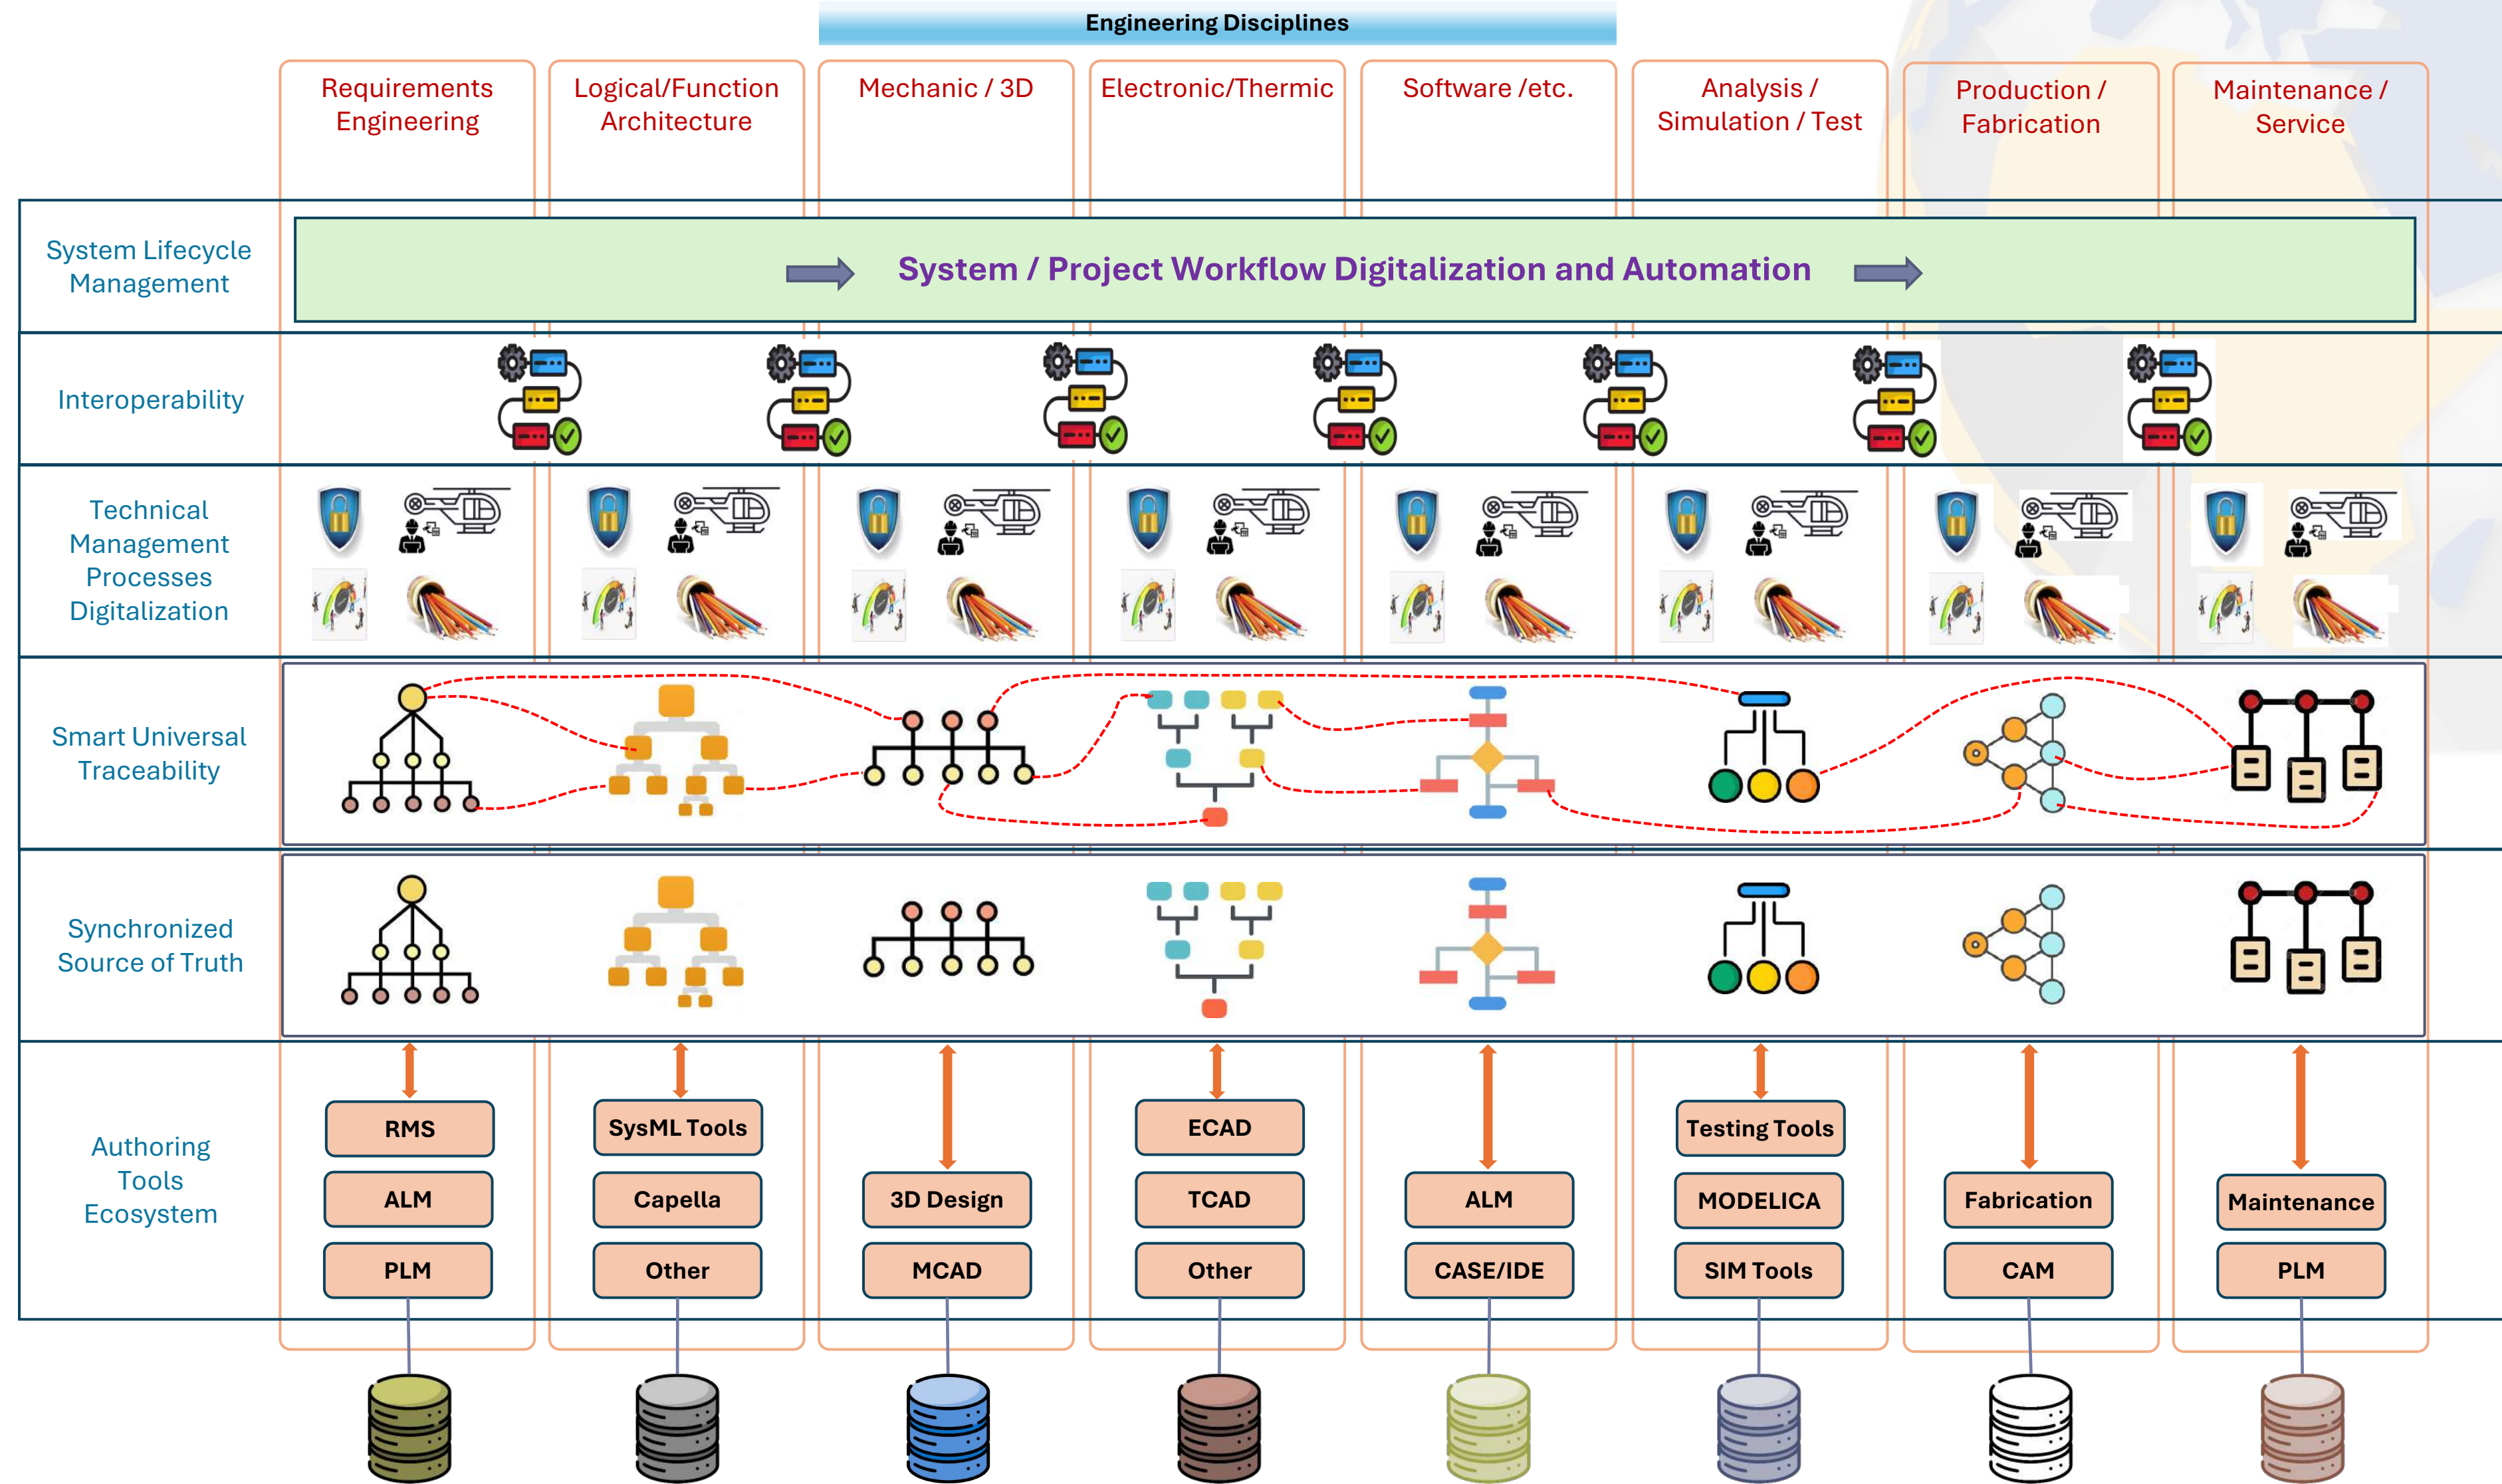 Engineering Disciplines
Requirements
Engineering
Logical/Function
Architecture
Mechanic / 3D
Electronic/Thermic
Software /etc.
Analysis /
Simulation / Test
Production /
Fabrication
Maintenance /
Service
System Lifecycle
Management
System / Project Workflow Digitalization and Automation
Interoperability
Technical
Management
Processes
Digitalization
Smart Universal
Traceability
Synchronized
Source of Truth
Authoring
Tools
Ecosystem
RMS
ALM
PLM
SysML Tools
Capella
Other
3D Design
MCAD
ECAD
TCAD
Other
ALM
CASE/IDE
Testing Tools
MODELICA
SIM Tools
Fabrication
CAM
Maintenance
PLM